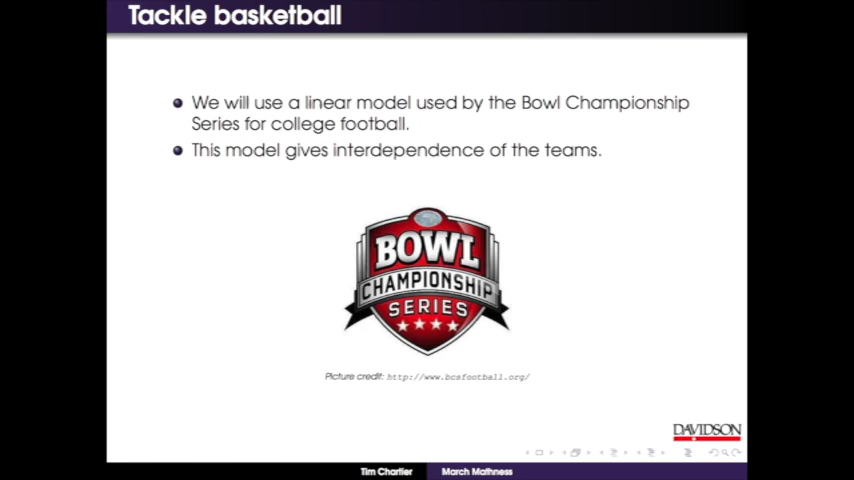 Tackle basketball
We will use a linear model used by the Bowl Championship
Series for college football.
This model gives interdependence of the teams.
BOWL
CHAMPIONSHIP
SERIES
Picture credit: http://www.bcsfootball.org/
DAVIDSON
Tim Chartier March Mathness